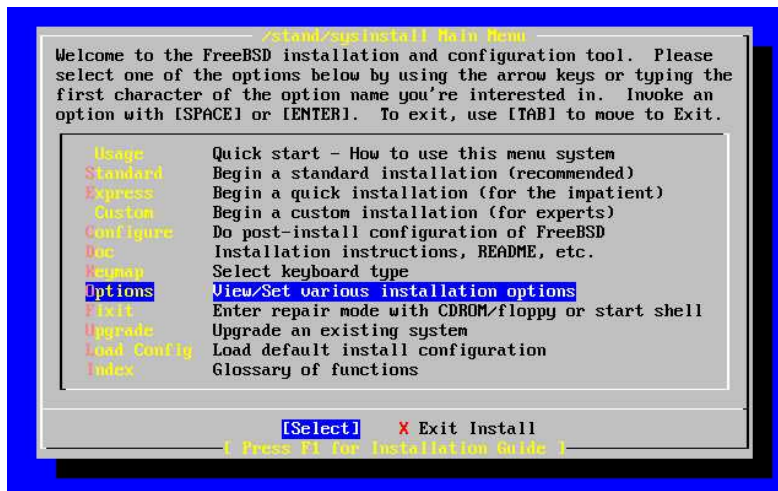 /stand/sysinstall Main Menu
Welcome to the FreeBSD installation and configuration tool.  Please
select one of the options below by using the arrow keys or typing the
first character of the option name you're interested in.  Invoke an
option with [SPACE] or [ENTER].  To exit, use [TAB] to move to Exit.
Usage Quick start - How to use this menu system
Standard Begin a standard installation (recommended)
Express Begin a quick installation (for the impatient)
Custom Begin a custom installation (for experts)
Configure Do post-install configuration of FreeBSD
Doc Installation instructions, README, etc.
Keymap Select keyboard type
Options View/Set various installation options
Fixit Enter repair mode with CDROM/floppy or start shell
Upgrade Upgrade an existing system
Load Config Load default install configuration
Index Glossary of functions
[Select] X Exit Install
[ Press F1 for Installation Guide ]